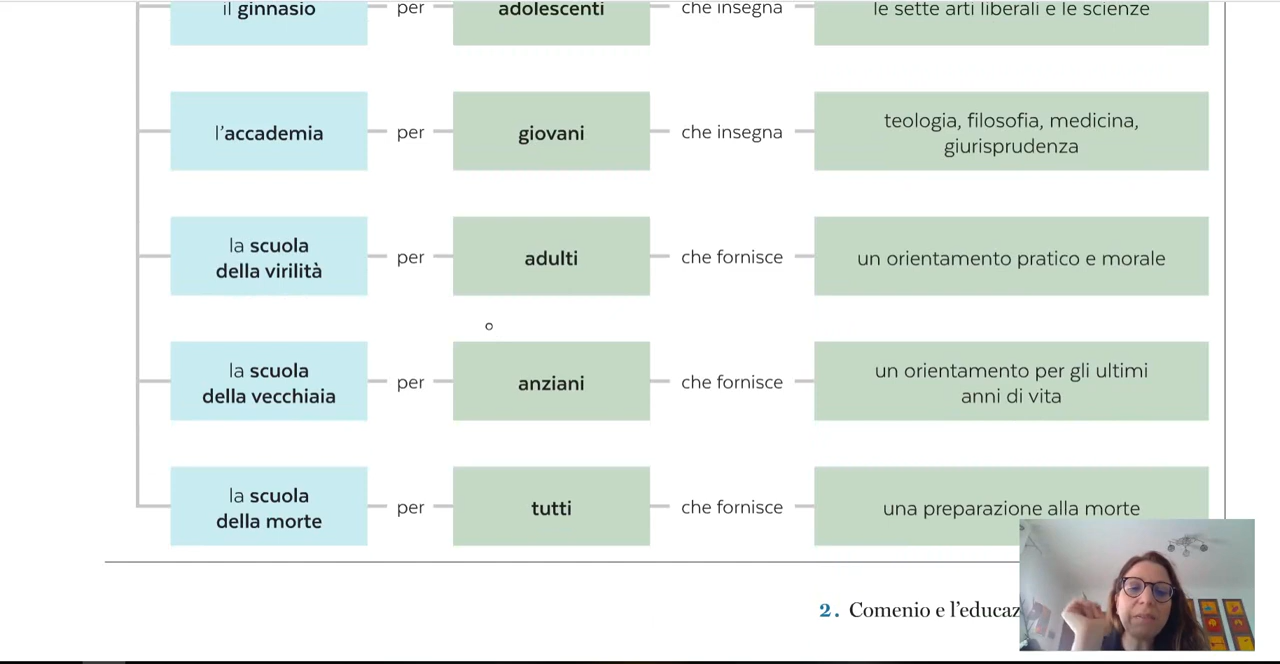 il ginnasio per adolescenti che insegna le sette arti liberali e le scienze
l'accademia per giovani che insegna teologia, filosofia, medicina,
giurisprudenza
la scuola
della virilità per adulti che fornisce un orientamento pratico e morale
la scuola
della vecchiaia per anziani che fornisce un orientamento per gli ultimi
anni di vita
la scuola
della morte per tutti che fornisce una preparazione alla morte
2. Comenio e l'educaz